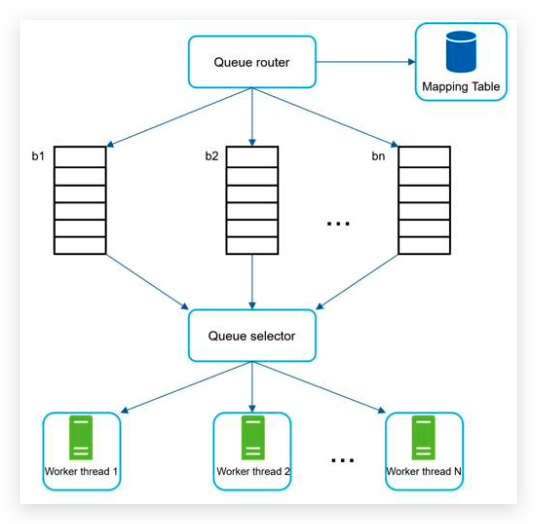 Queue router
Mapping Table
b1
b2
bn
...
Queue selector
Worker thread 1
Worker thread 2
...
Worker thread N